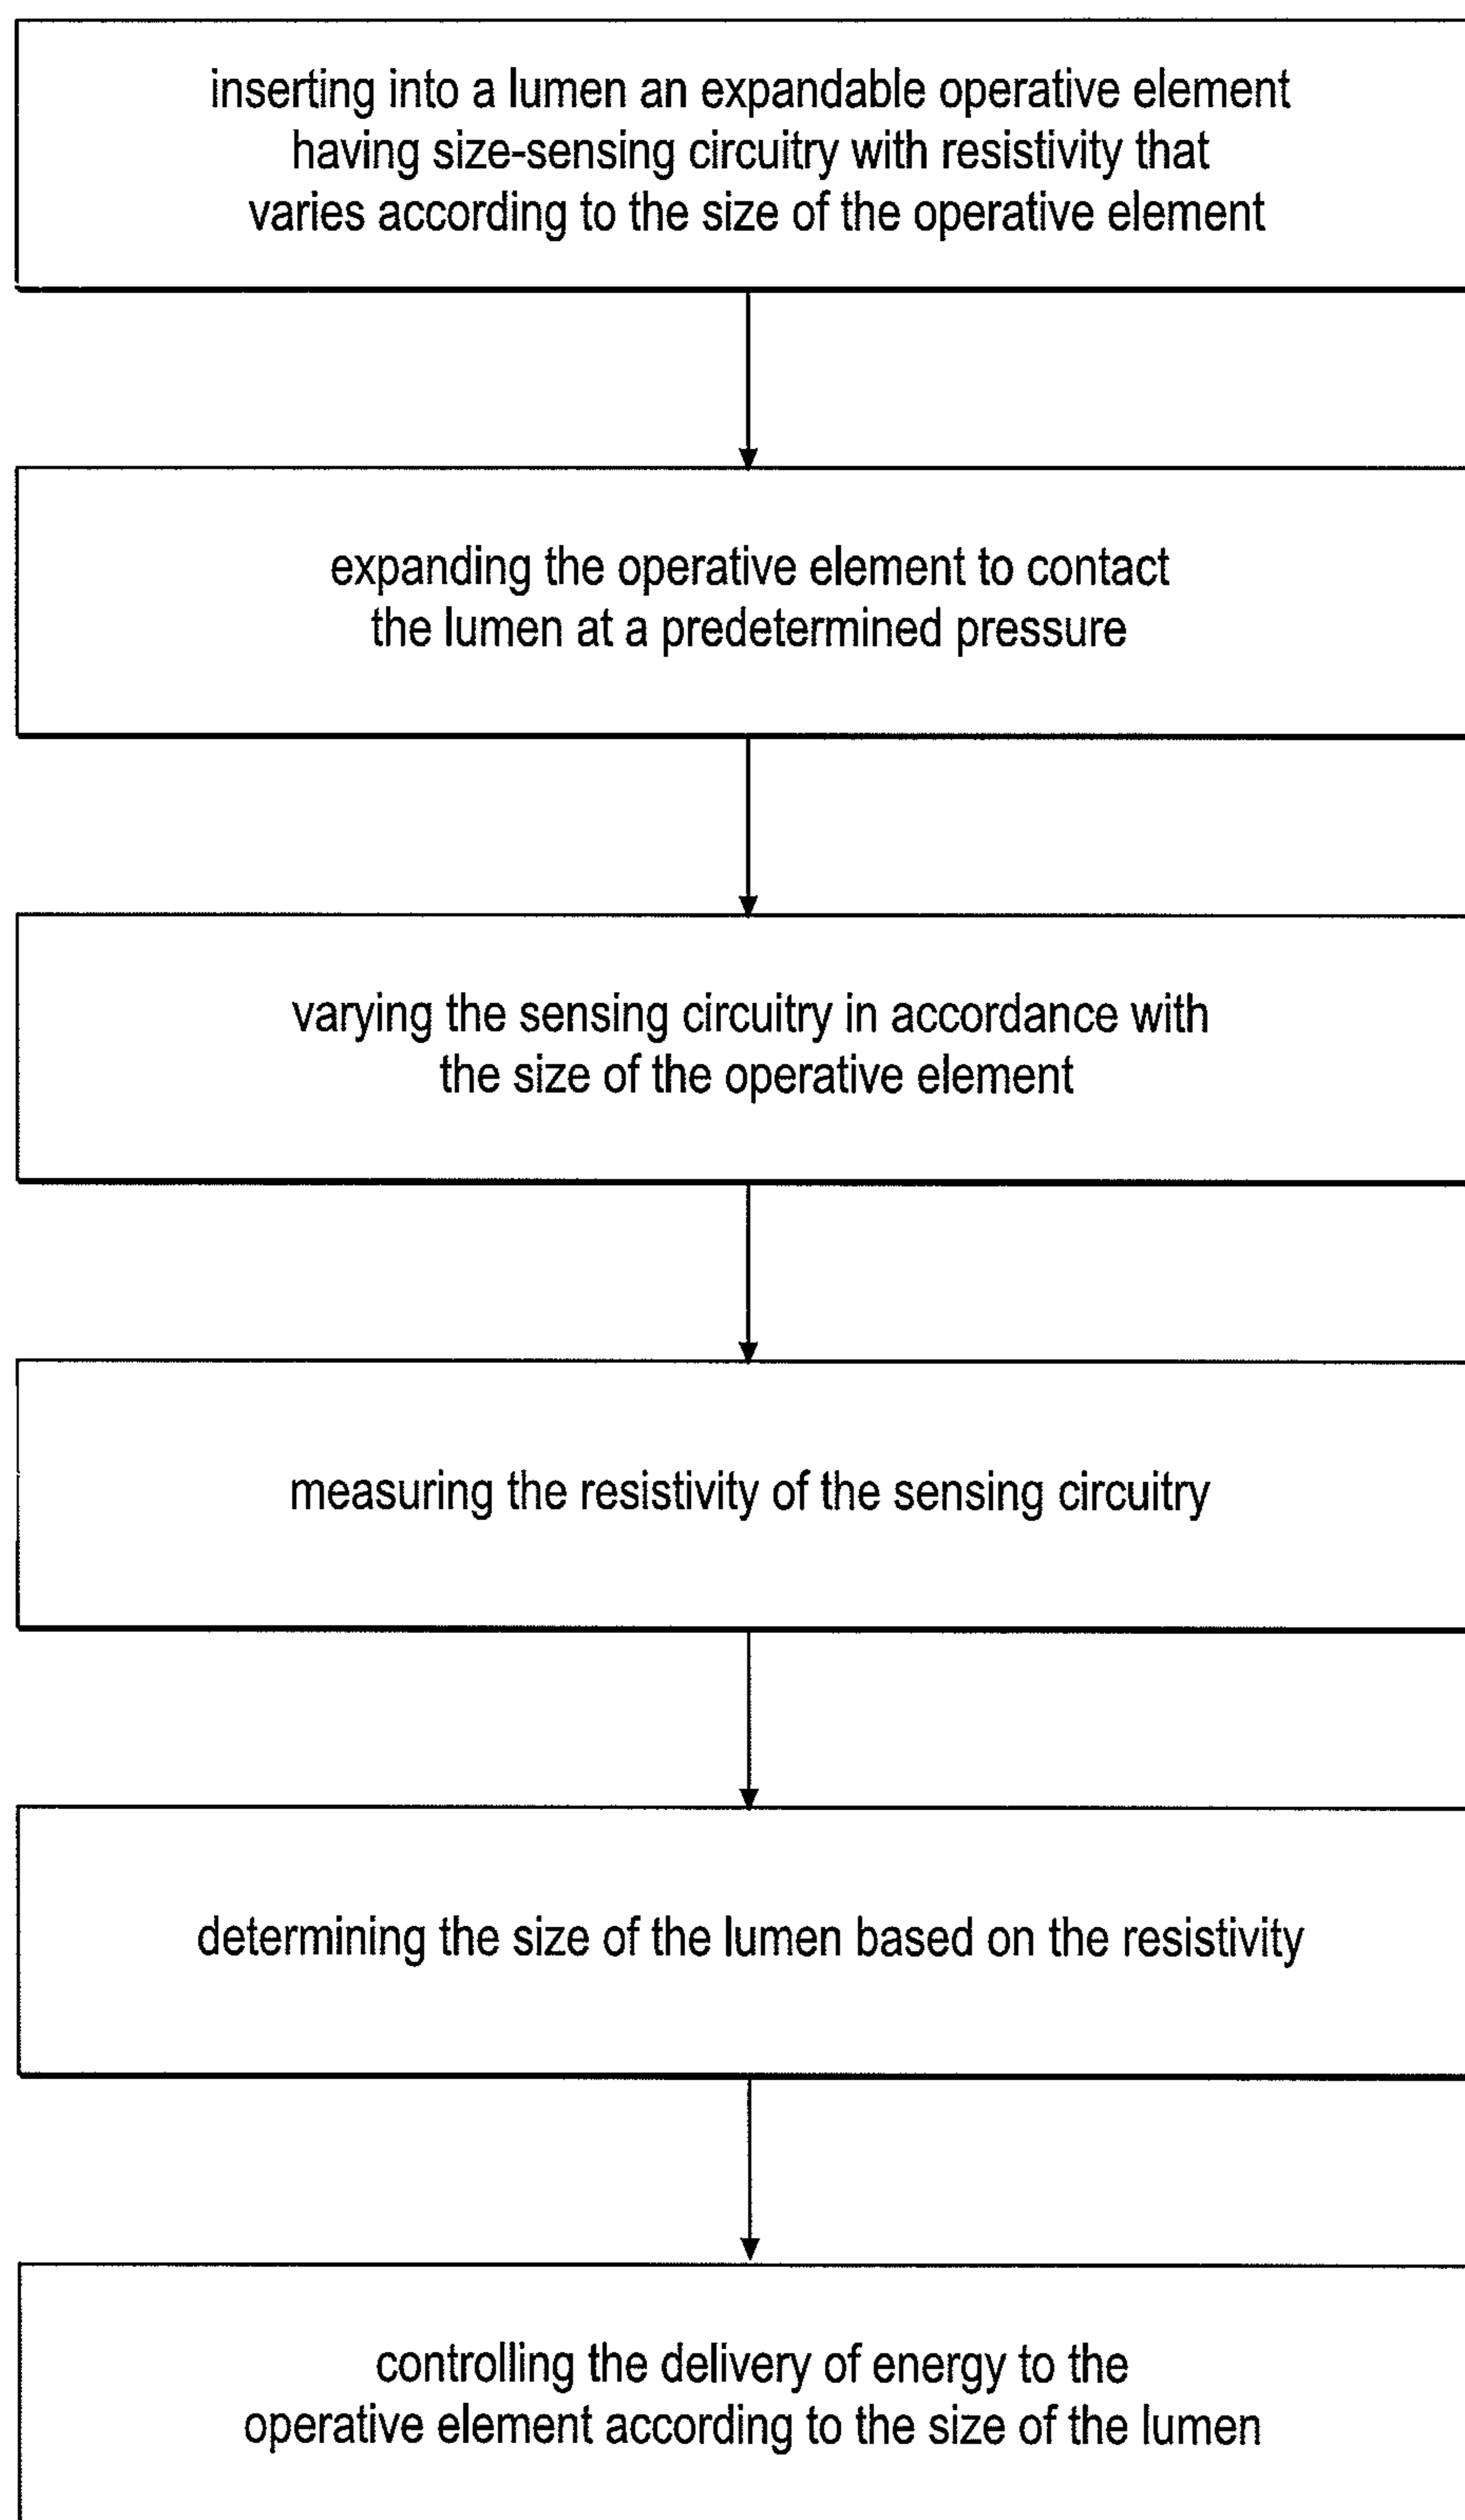 inserting into a lumen an expandable operative element
having size-sensing circuitry with resistivity that
varies according to the size of the operative element
expanding the operative element to contact
the lumen at a predetermined pressure
varying the sensing circuitry in accordance with
the size of the operative element
measuring the resistivity of the sensing circuitry
determining the size of the lumen based on the resistivity
controlling the delivery of energy to the
operative element according to the size of the lumen